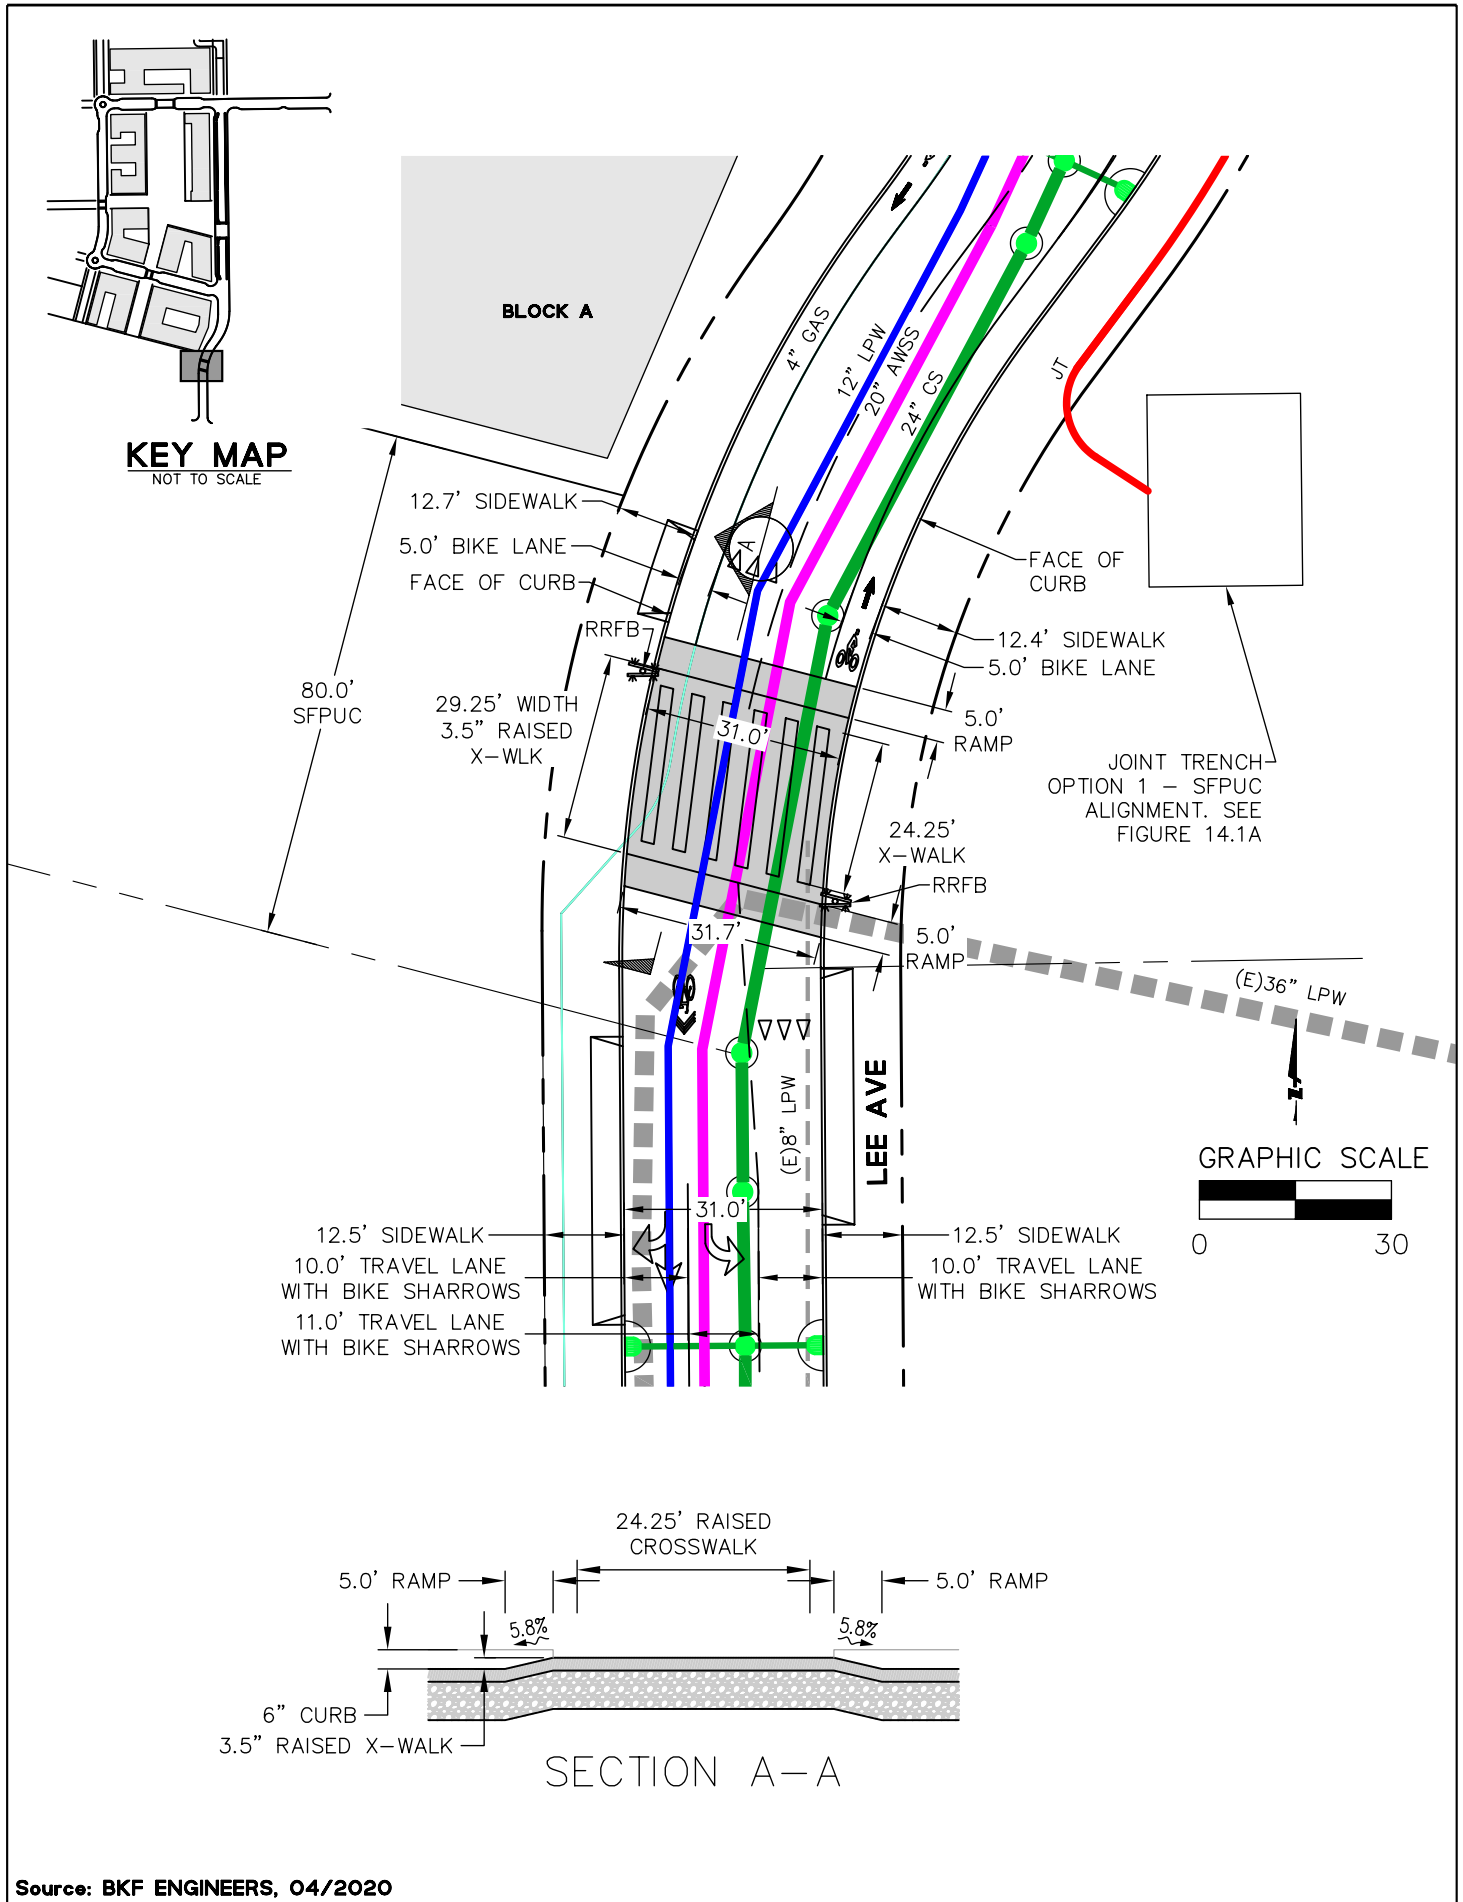 KEY MAP
NOT TO SCALE
BLOCK A
4" GAS
12" LPW
20" AWSS
24" CS
JT
12.7' SIDEWALK
5.0' BIKE LANE
FACE OF CURB
A
RRFB
FACE OF
CURB
12.4' SIDEWALK
5.0' BIKE LANE
80.0'
SFPUC
29.25' WIDTH
3.5" RAISED
X-WLK
31.0'
5.0'
RAMP
JOINT TRENCH
OPTION 1 – SFPUC
ALIGNMENT. SEE
FIGURE 14.1A
24.25'
X-WALK
RRFB
31.7'
5.0'
RAMP
(E)36" LPW
(E)8" LPW
LEE AVE
GRAPHIC SCALE
0 30
31.0'
12.5' SIDEWALK
10.0' TRAVEL LANE
WITH BIKE SHARROWS
11.0' TRAVEL LANE
WITH BIKE SHARROWS
12.5' SIDEWALK
10.0' TRAVEL LANE
WITH BIKE SHARROWS
24.25' RAISED
CROSSWALK
5.0' RAMP
5.0' RAMP
5.8%
5.8%
6" CURB
3.5" RAISED X-WALK
SECTION A-A
Source: BKF ENGINEERS, 04/2020